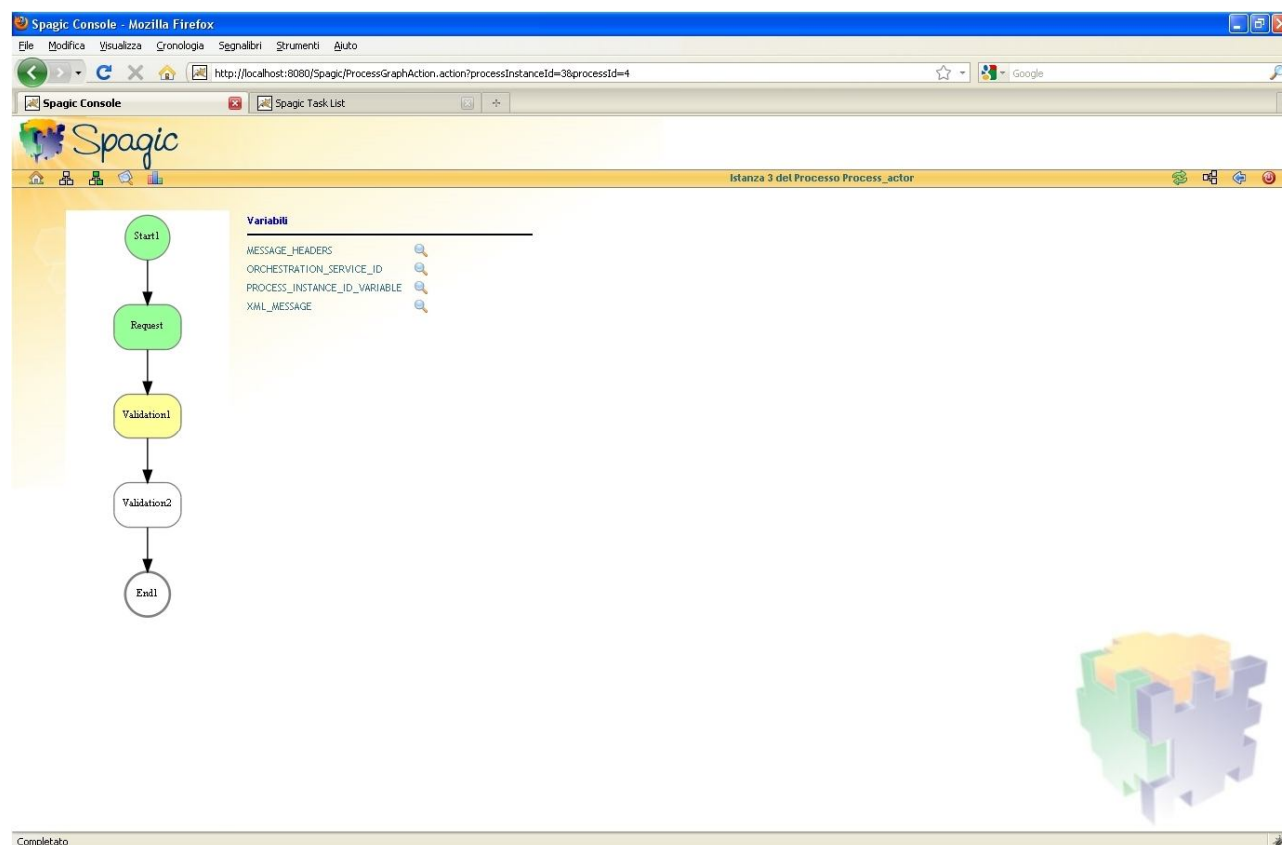 Spagic Console - Mozilla Firefox
File Modifica Visualizza Cronologia Segnalibri Strumenti Aiuto
http://localhost:8080/Spagic/ProcessGraphAction.action?processInstanceId=3&processId=4
Google
Spagic Console
Spagic Task List
Spagic
Istanza 3 del Processo Process_actor
Start1
Request
Validation1
Validation2
End1
Variabili
MESSAGE_HEADERS
ORCHESTRATION_SERVICE_ID
PROCESS_INSTANCE_ID_VARIABLE
XML_MESSAGE
Completato